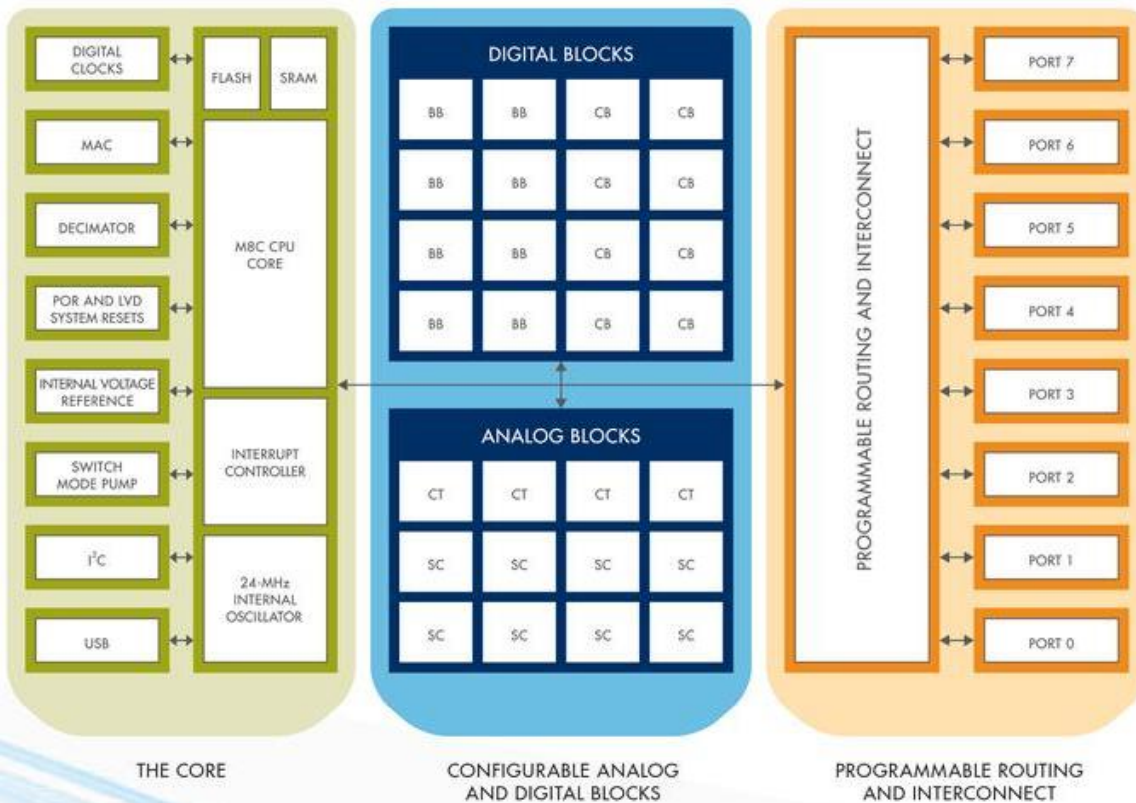 DIGITAL
CLOCKS
MAC
DECIMATOR
POR AND LVD
SYSTEM RESETS
INTERNAL VOLTAGE
REFERENCE
SWITCH
MODE PUMP
I²C
USB
FLASH
SRAM
M8C CPU
CORE
INTERRUPT
CONTROLLER
24-MHz
INTERNAL
OSCILLATOR
THE CORE
DIGITAL BLOCKS
BB BB CB CB
BB BB CB CB
BB BB CB CB
BB BB CB CB
ANALOG BLOCKS
CT CT CT CT
SC SC SC SC
SC SC SC SC
CONFIGURABLE ANALOG
AND DIGITAL BLOCKS
PROGRAMMABLE ROUTING AND INTERCONNECT
PORT 7
PORT 6
PORT 5
PORT 4
PORT 3
PORT 2
PORT 1
PORT 0
PROGRAMMABLE ROUTING
AND INTERCONNECT